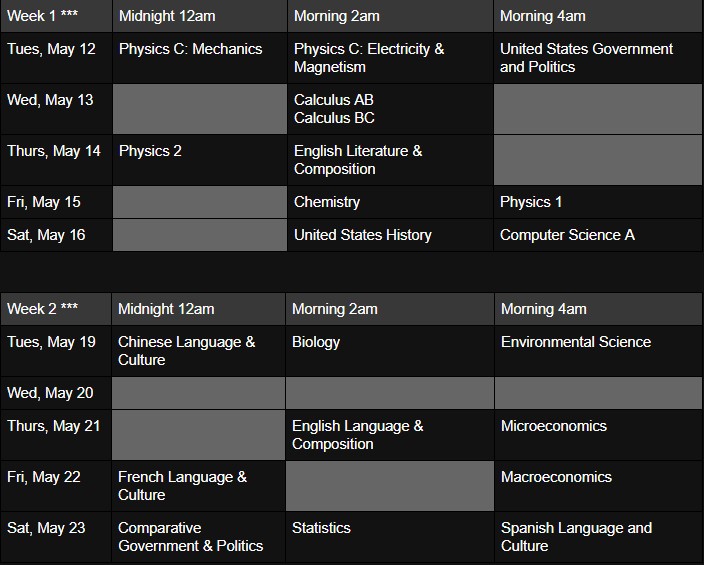 Week 1 ***
Midnight 12am
Morning 2am
Morning 4am
Tues, May 12
Physics C: Mechanics
Physics C: Electricity &
Magnetism
United States Government
and Politics
Wed, May 13
Calculus AB
Calculus BC
Thurs, May 14
Physics 2
English Literature &
Composition
Fri, May 15
Chemistry
Physics 1
Sat, May 16
United States History
Computer Science A
Week 2 ***
Midnight 12am
Morning 2am
Morning 4am
Tues, May 19
Chinese Language &
Culture
Biology
Environmental Science
Wed, May 20
Thurs, May 21
English Language &
Composition
Microeconomics
Fri, May 22
French Language &
Culture
Macroeconomics
Sat, May 23
Comparative
Government & Politics
Statistics
Spanish Language and
Culture